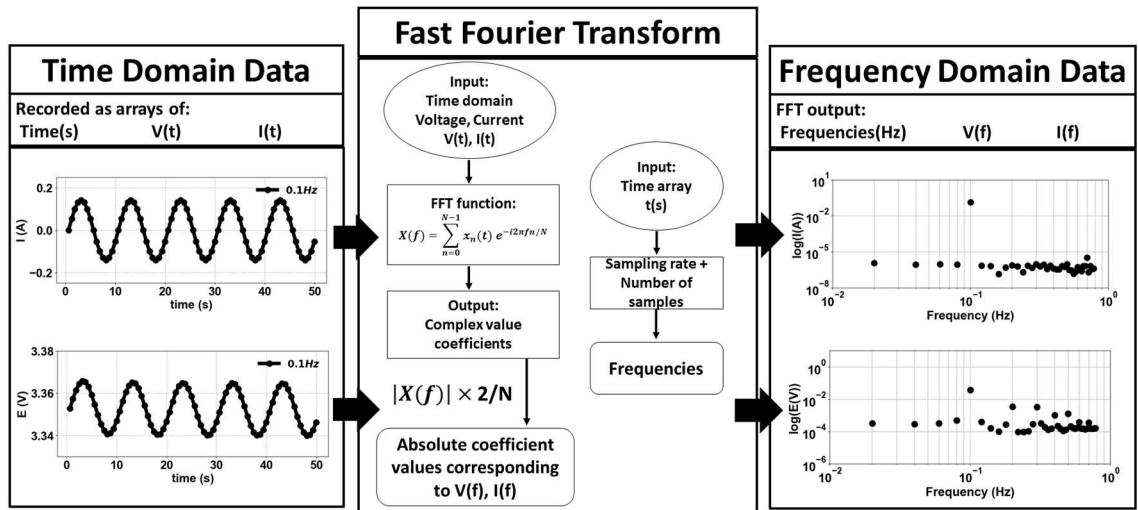 Time Domain Data
Recorded as arrays of:
Time(s) V(t) I(t)
0.1Hz
0.2
0.0
−0.2
I (A)
0 10 20 30 40 50
time (s)
0.1Hz
3.38
3.36
3.34
E (V)
0 10 20 30 40 50
time (s)
Fast Fourier Transform
Input:
Time domain
Voltage, Current
V(t), I(t)
FFT function:
X(f) = ∑_{n=0}^{N−1} x_n(t) e^{−i2πfn/N}
Output:
Complex value
coefficients
|X(f)| × 2/N
Absolute coefficient
values corresponding
to V(f), I(f)
Input:
Time array
t(s)
Sampling rate +
Number of
samples
Frequencies
Frequency Domain Data
FFT output:
Frequencies(Hz) V(f) I(f)
10^1
10^−2
10^−5
10^−8
log(I(A))
10^−2 10^−1 10^0
Frequency (Hz)
10^0
10^−2
10^−4
10^−6
log(E(V))
10^−2 10^−1 10^0
Frequency (Hz)